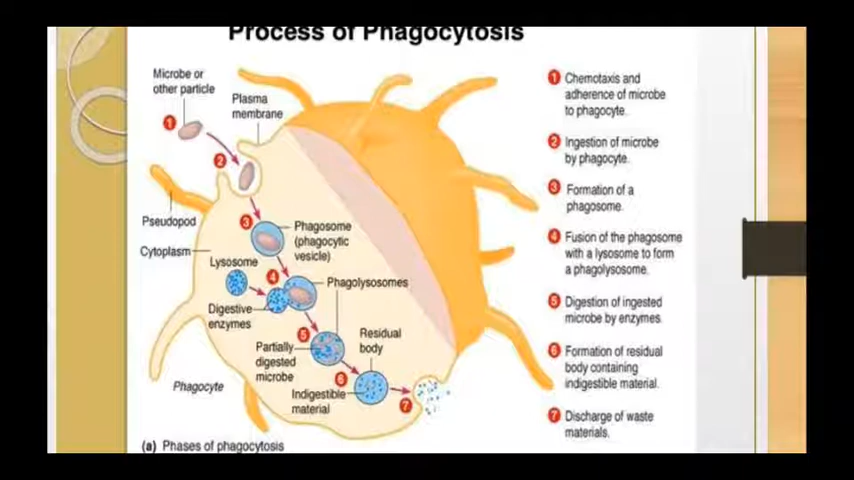 Process of Phagocytosis
Microbe or
other particle
Plasma
membrane
1
2
Pseudopod
3
Phagosome
(phagocytic
vesicle)
Cytoplasm
Lysosome
4
Phagolysosomes
Digestive
enzymes
5
Partially
digested
microbe
Residual
body
6
Indigestible
material
7
Phagocyte
(a) Phases of phagocytosis
1 Chemotaxis and
adherence of microbe
to phagocyte.
2 Ingestion of microbe
by phagocyte.
3 Formation of a
phagosome.
4 Fusion of the phagosome
with a lysosome to form
a phagolysosome.
5 Digestion of ingested
microbe by enzymes.
6 Formation of residual
body containing
indigestible material.
7 Discharge of waste
materials.